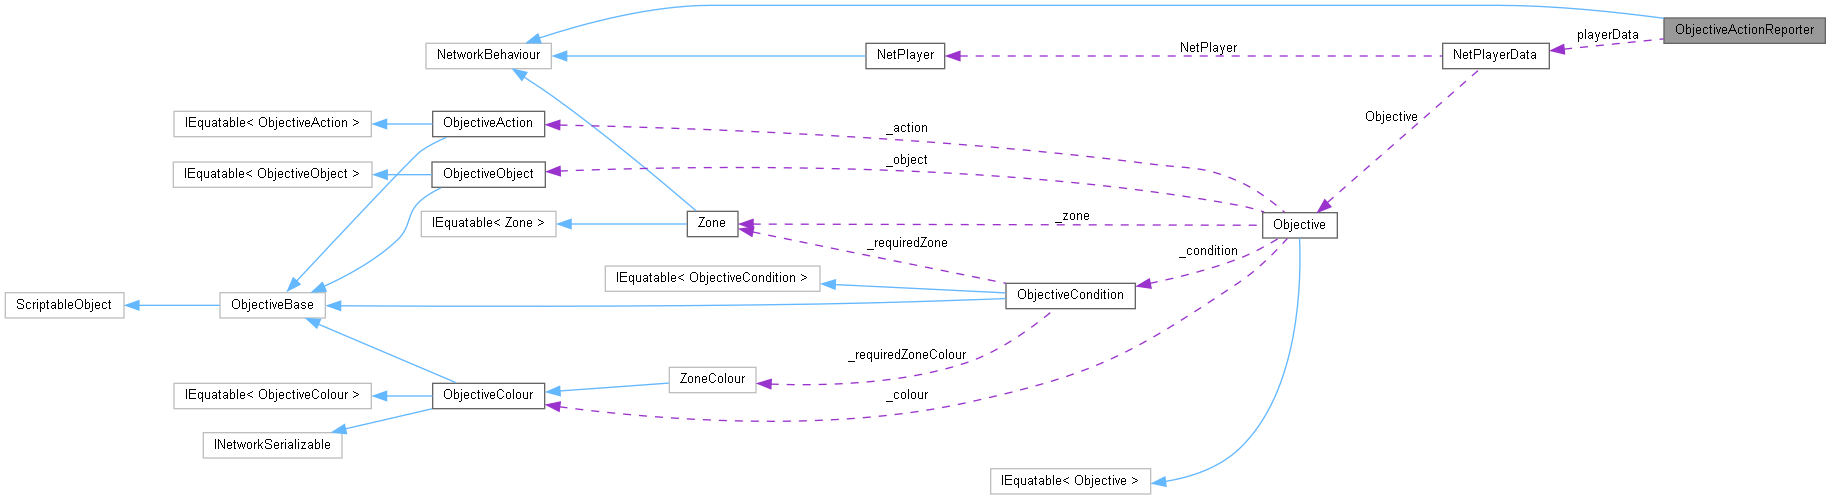 ObjectiveActionReporter
playerData
NetworkBehaviour
NetPlayer
NetPlayer
NetPlayerData
Objective
IEquatable< ObjectiveAction >
ObjectiveAction
_action
_object
IEquatable< ObjectiveObject >
ObjectiveObject
IEquatable< Zone >
Zone
_zone
Objective
_requiredZone
_condition
IEquatable< ObjectiveCondition >
ObjectiveCondition
ScriptableObject
ObjectiveBase
_requiredZoneColour
ZoneColour
IEquatable< ObjectiveColour >
ObjectiveColour
_colour
INetworkSerializable
IEquatable< Objective >